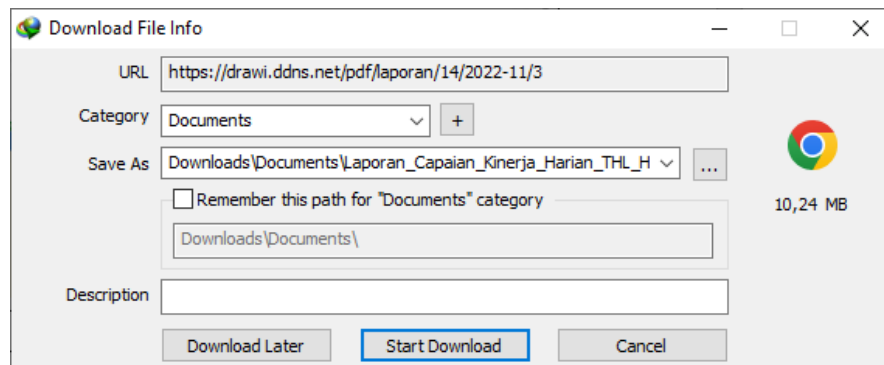 Download File Info
URL https://drawi.ddns.net/pdf/laporan/14/2022-11/3
Category Documents +
Save As Downloads\Documents\Laporan_Capaian_Kinerja_Harian_THL_H ...
Remember this path for "Documents" category
10,24 MB
Downloads\Documents\
Description
Download Later Start Download Cancel